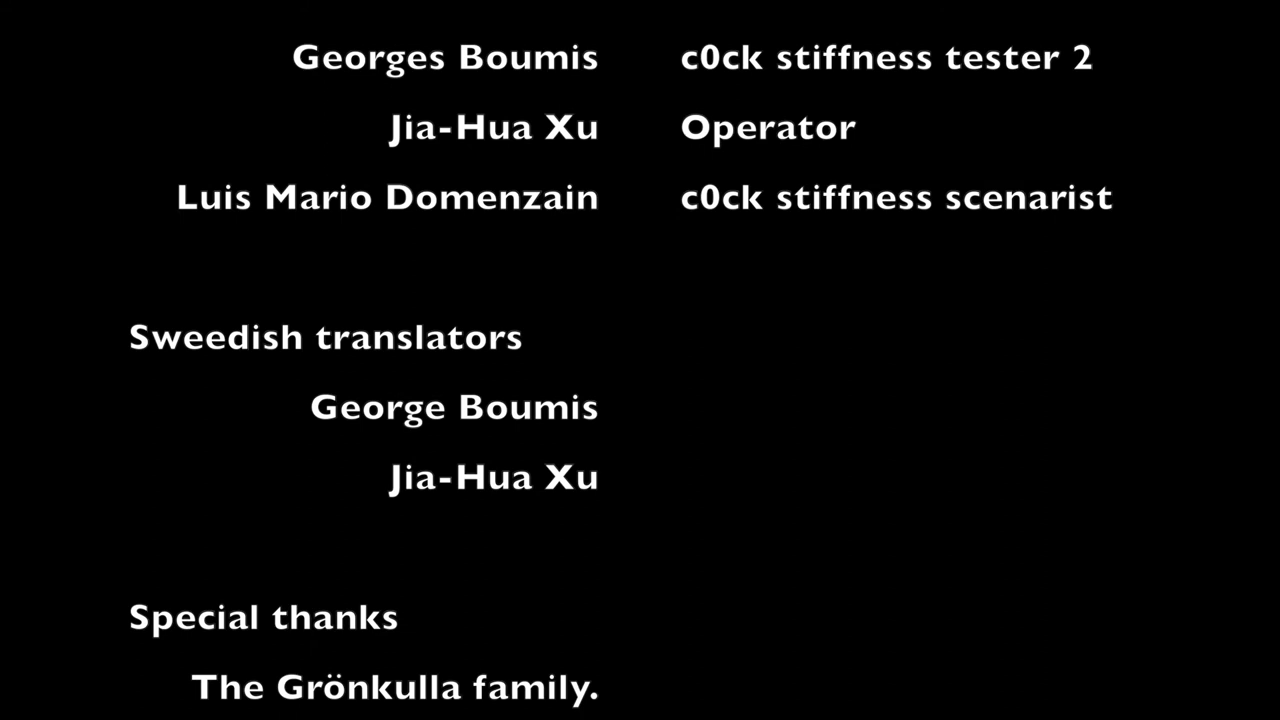 Georges Boumis c0ck stiffness tester 2
Jia-Hua Xu Operator
Luis Mario Domenzain c0ck stiffness scenarist
Sweedish translators
George Boumis
Jia-Hua Xu
Special thanks
The Grönkulla family.